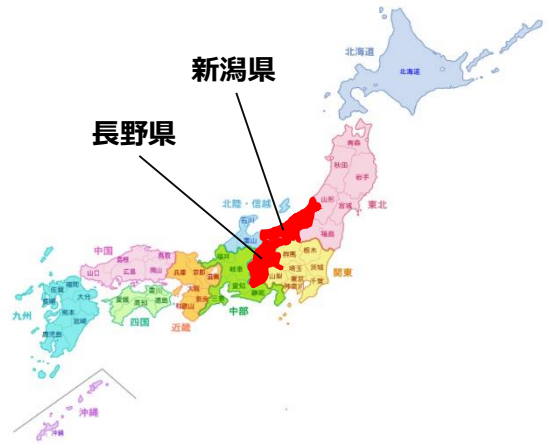 北海道
北海道
新潟県
長野県
青森
秋田
岩手
山形
宮城
東北
福島
北陸・信越
石川
富山
福井
群馬
栃木
茨城
埼玉
東京
千葉
神奈川
関東
山梨
岐阜
愛知
静岡
三重
中部
中国
島根
鳥取
山口
広島
岡山
兵庫
京都
滋賀
大阪
奈良
和歌山
近畿
愛媛
香川
高知
徳島
四国
佐賀
福岡
長崎
大分
熊本
宮崎
鹿児島
九州
沖縄
沖縄